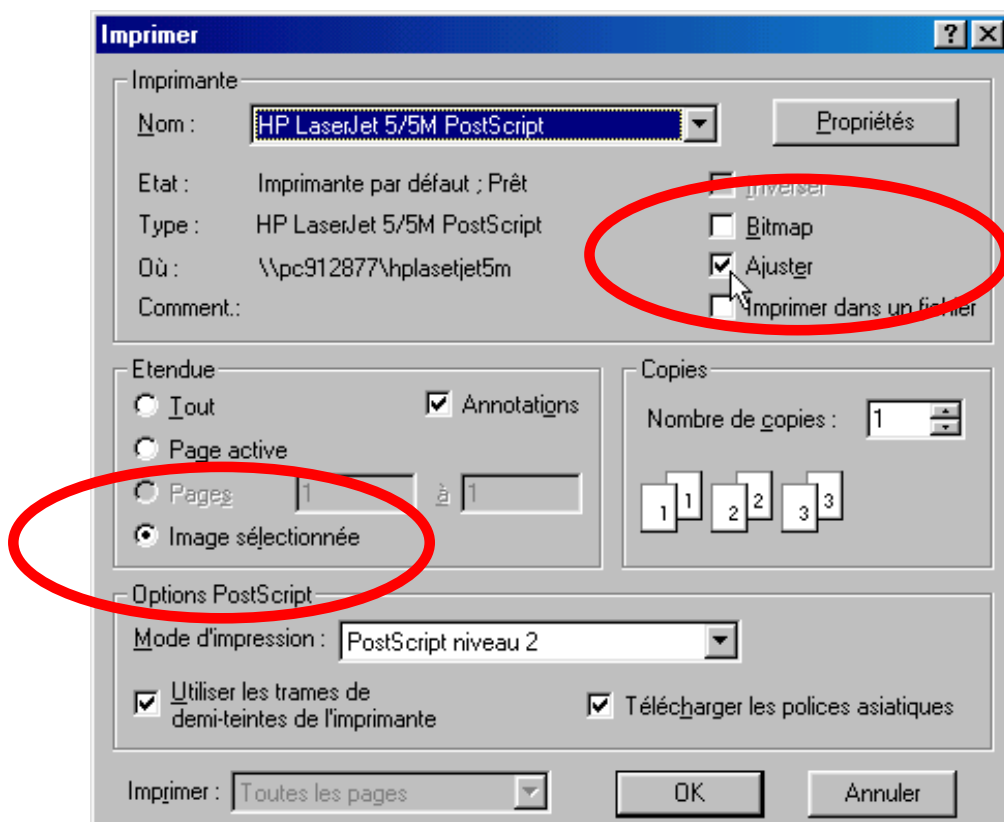 Imprimer
Imprimante
Nom :
HP LaserJet 5/5M PostScript
Propriétés
Etat :
Imprimante par défaut ; Prêt
Inverser
Type :
HP LaserJet 5/5M PostScript
Bitmap
Où :
\\pc912877\hplasetjet5m
Ajuster
Comment.:
Imprimer dans un fichier
Etendue
Tout
Annotations
Page active
Pages
1
à
1
Image sélectionnée
Copies
Nombre de copies :
1
1 1 2 2 3 3
Options PostScript
Mode d'impression :
PostScript niveau 2
Utiliser les trames de
demi-teintes de l'imprimante
Télécharger les polices asiatiques
Imprimer :
Toutes les pages
OK
Annuler